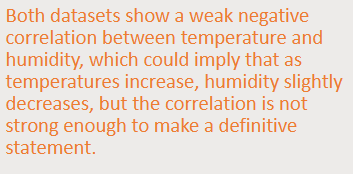 Both datasets show a weak negative
correlation between temperature and
humidity, which could imply that as
temperatures increase, humidity slightly
decreases, but the correlation is not
strong enough to make a definitive
statement.